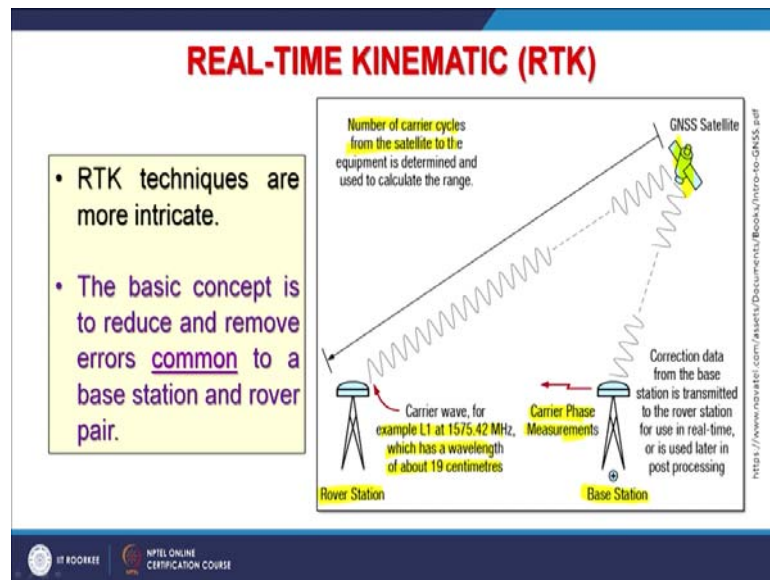 REAL-TIME KINEMATIC (RTK)
• RTK techniques are
more intricate.
• The basic concept is
to reduce and remove
errors common to a
base station and rover
pair.
Number of carrier cycles
from the satellite to the
equipment is determined and
used to calculate the range.
GNSS Satellite
Carrier wave, for
example L1 at 1575.42 MHz,
which has a wavelength
of about 19 centimetres
Rover Station
Carrier Phase
Measurements
Correction data
from the base
station is transmitted
to the rover station
for use in real-time,
or is used later in
post processing
Base Station
https://www.novatel.com/assets/Documents/Books/Intro-to-GNSS.pdf
IIT ROORKEE
NPTEL ONLINE
CERTIFICATION COURSE